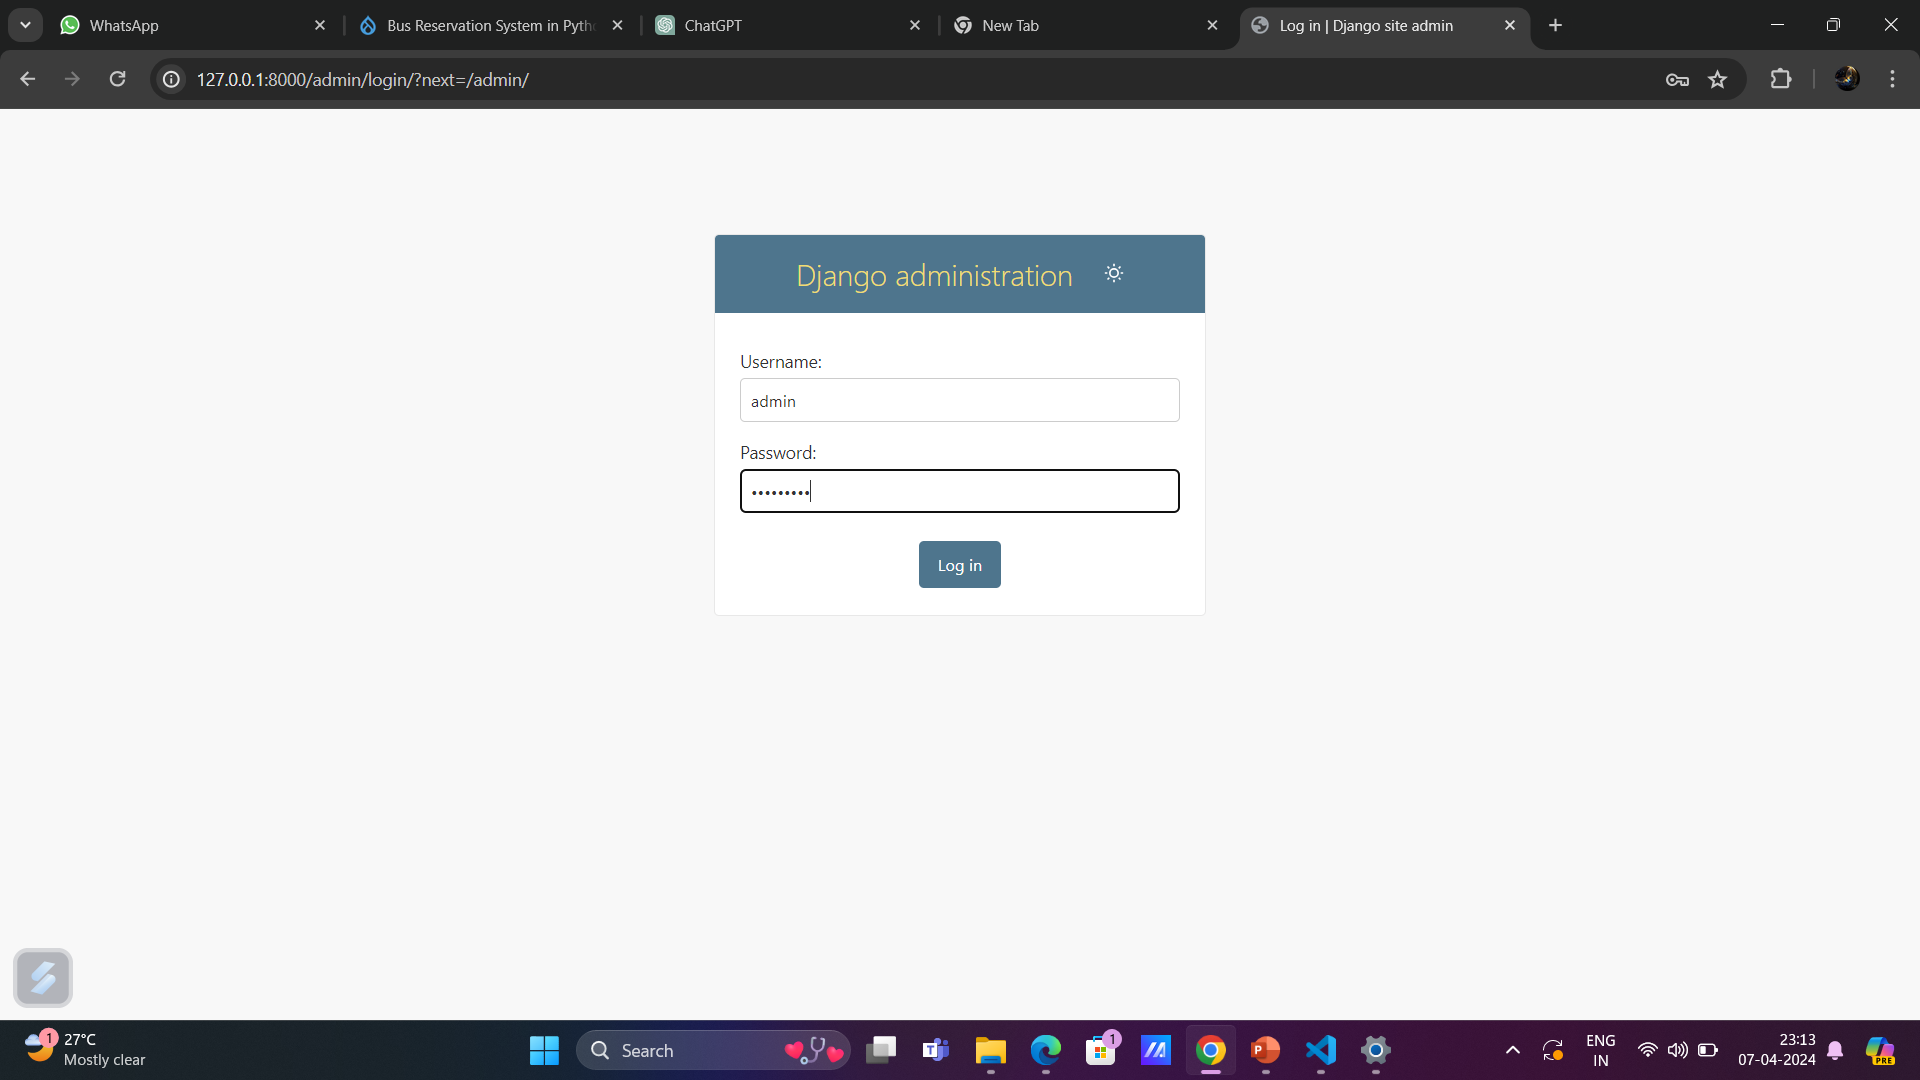 WhatsApp
Bus Reservation System in Pyth
ChatGPT
New Tab
Log in | Django site admin
127.0.0.1:8000/admin/login/?next=/admin/
Django administration
Username:
admin
Password:
•••••••••
Log in
1
27°C
Mostly clear
Search
T
1
P
ENG
IN
23:13
07-04-2024
PRE